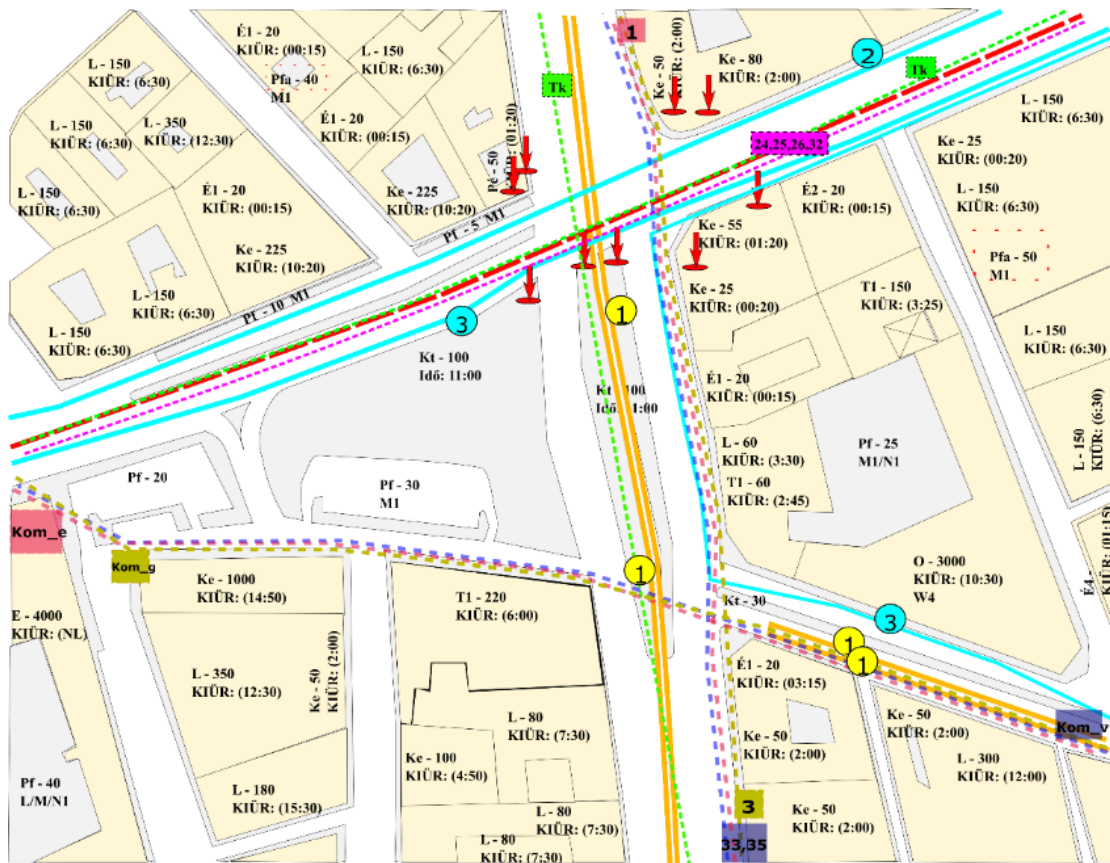 É1 - 20
KIÜR: (00:15)
L - 150
KIÜR: (6:30)
L - 150
KIÜR: (6:30)
Pfa - 40
M1
1
Ke - 50
KIÜR: (2:00)
Ke - 80
KIÜR: (2:00)
2
Tk
Tk
L - 150
KIÜR: (6:30)
L - 350
KIÜR: (12:30)
L - 150
KIÜR: (6:30)
É1 - 20
KIÜR: (00:15)
Pé - 50
(01:20)
24,25,26,32
Ke - 25
KIÜR: (00:20)
L - 150
KIÜR: (6:30)
É1 - 20
KIÜR: (00:15)
Ke - 225
KIÜR: (10:20)
É2 - 20
KIÜR: (00:15)
L - 150
KIÜR: (6:30)
Pf - 5 M1
Ke - 55
KIÜR: (01:20)
Ke - 225
KIÜR: (10:20)
Pfa - 50
M1
L - 150
KIÜR: (6:30)
Ke - 25
KIÜR: (00:20)
T1 - 150
KIÜR: (3:25)
Pf - 10 M1
L - 150
KIÜR: (6:30)
3
1
L - 150
KIÜR: (6:30)
Kt - 100
Idő: 11:00
É1 - 20
KIÜR: (00:15)
L - 60
KIÜR: (3:30)
Pf - 25
M1/N1
L - 150
KIÜR: (6:30)
Pf - 20
Pf - 30
M1
T1 - 60
KIÜR: (2:45)
Kom_e
Kom_g
1
O - 3000
KIÜR: (10:30)
W4
É4 -
KIÜR: (01:15)
Ke - 1000
KIÜR: (14:50)
T1 - 220
KIÜR: (6:00)
Kt - 30
3
E - 4000
KIÜR: (NL)
1
1
L - 350
KIÜR: (12:30)
Ke - 50
KIÜR: (2:00)
É1 - 20
KIÜR: (03:15)
Kom_v
L - 80
KIÜR: (7:30)
Ke - 50
KIÜR: (2:00)
Ke - 50
KIÜR: (2:00)
Ke - 100
KIÜR: (4:50)
L - 300
KIÜR: (12:00)
Pf - 40
L/M/N1
L - 180
KIÜR: (15:30)
L - 80
KIÜR: (7:30)
3
Ke - 50
KIÜR: (2:00)
L - 80
KIÜR: (7:30)
33,35